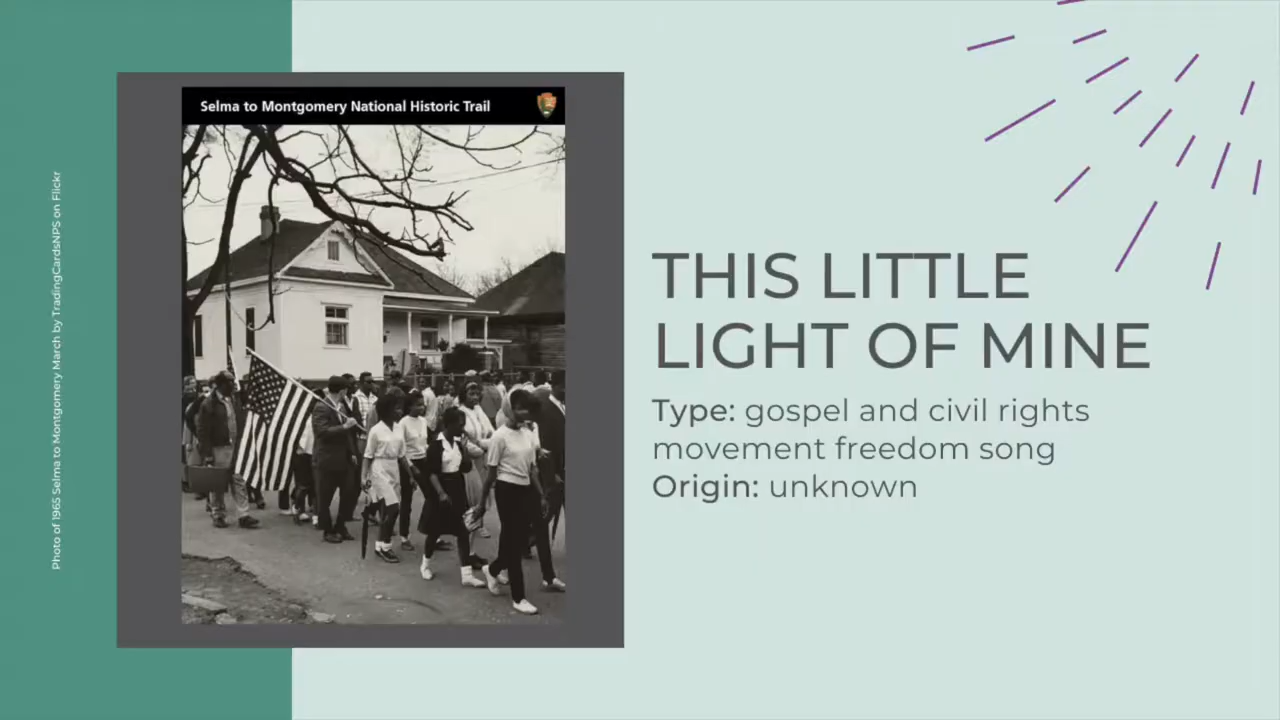 Selma to Montgomery National Historic Trail
Photo of 1965 Selma to Montgomery March by TradingCardsNPS on Flickr
THIS LITTLE
LIGHT OF MINE
Type: gospel and civil rights
movement freedom song
Origin: unknown